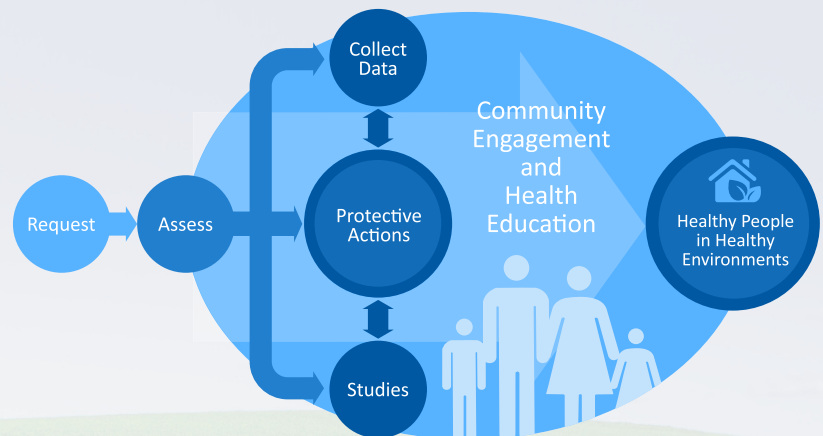 Request
Assess
Collect
Data
Protective
Actions
Studies
Community
Engagement
and
Health
Education
Healthy People
in Healthy
Environments